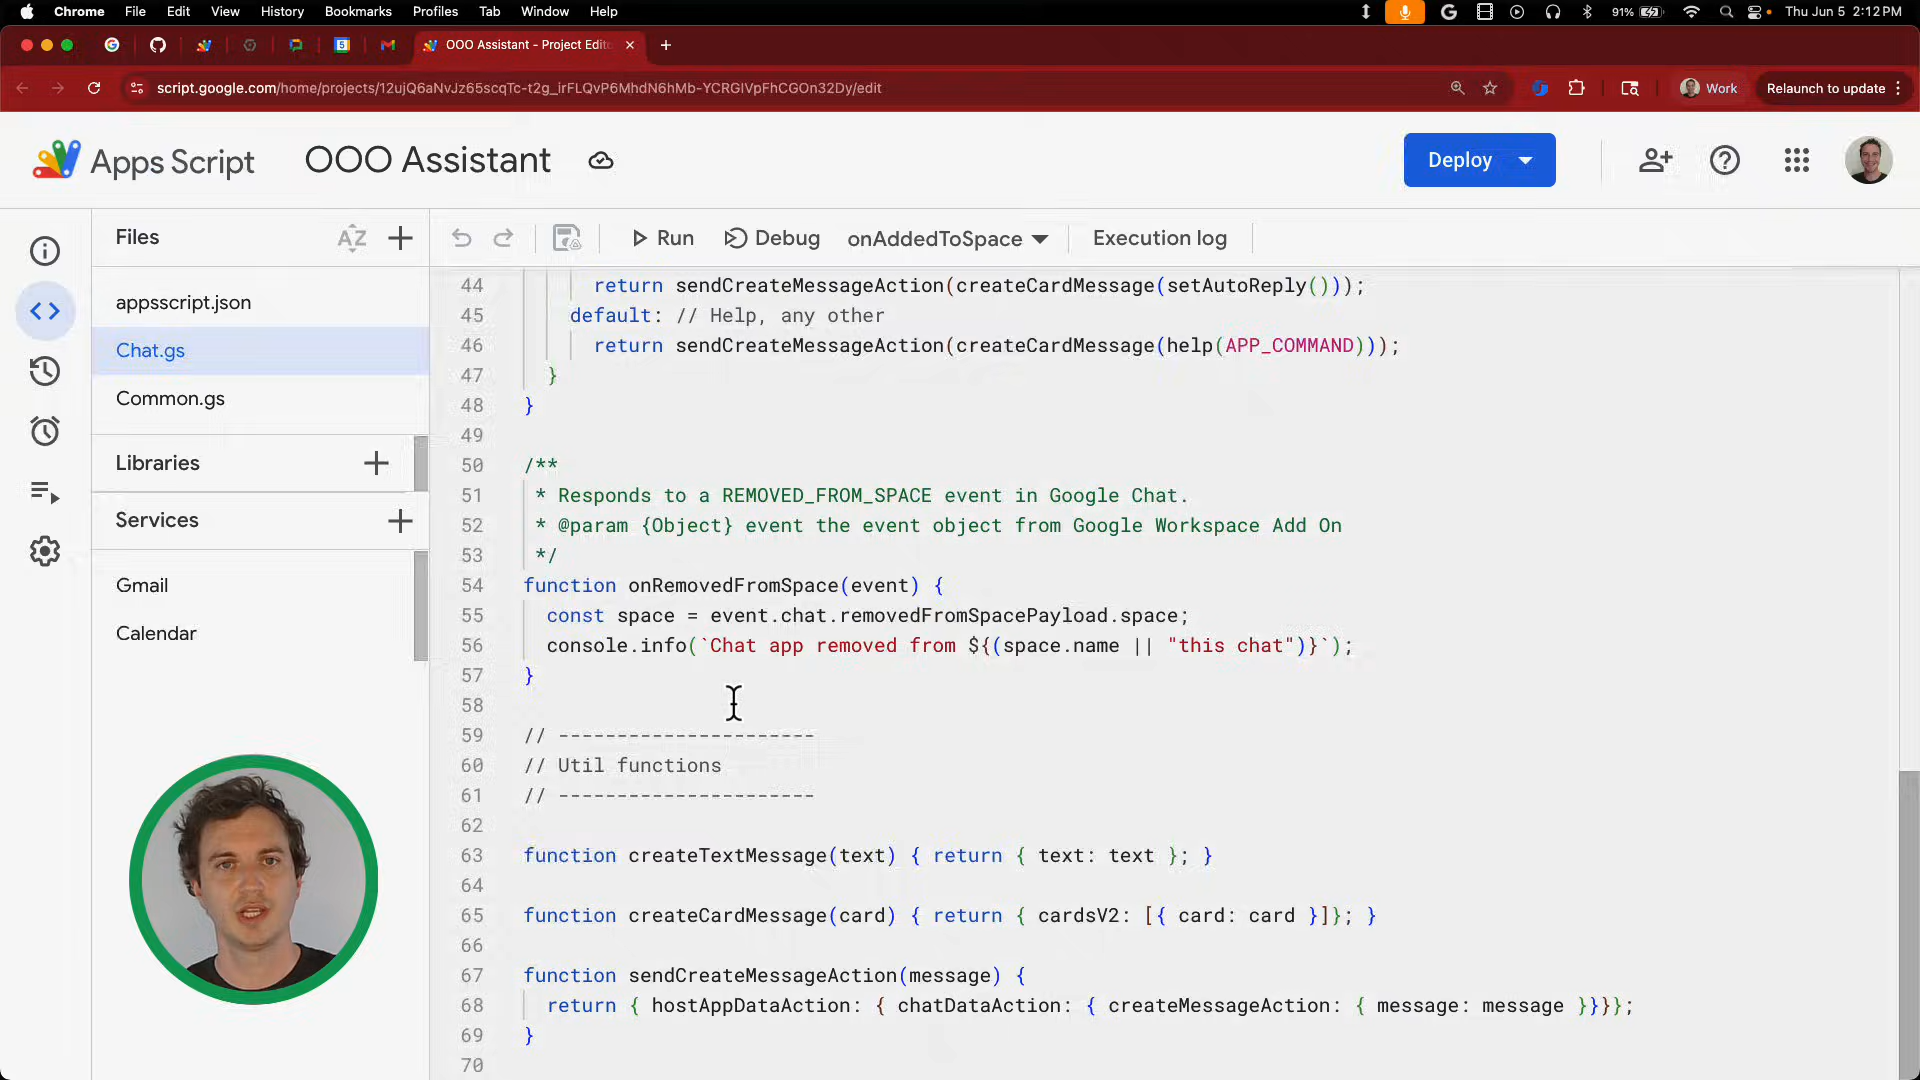 Chrome File Edit View History Bookmarks Profiles Tab Window Help 91% Thu Jun 5 2:12 PM
OOO Assistant - Project Edito
script.google.com/home/projects/12ujQ6aNvJz65scqTc-t2g_irFLQvP6MhdN6hMb-YCRGlVpFhCGOn32Dy/edit Work Relaunch to update
Apps Script OOO Assistant Deploy
Files AZ Run Debug onAddedToSpace Execution log
appsscript.json
Chat.gs
Common.gs
Libraries
Services
Gmail
Calendar
44 return sendCreateMessageAction(createCardMessage(setAutoReply()));
45 default: // Help, any other
46 return sendCreateMessageAction(createCardMessage(help(APP_COMMAND)));
47 }
48 }
49
50 /**
51 * Responds to a REMOVED_FROM_SPACE event in Google Chat.
52 * @param {Object} event the event object from Google Workspace Add On
53 */
54 function onRemovedFromSpace(event) {
55 const space = event.chat.removedFromSpacePayload.space;
56 console.info(`Chat app removed from ${(space.name || "this chat")}`);
57 }
58
59 // ----------------------
60 // Util functions
61 // ----------------------
62
63 function createTextMessage(text) { return { text: text }; }
64
65 function createCardMessage(card) { return { cardsV2: [{ card: card }]}; }
66
67 function sendCreateMessageAction(message) {
68 return { hostAppDataAction: { chatDataAction: { createMessageAction: { message: message }}}};
69 }
70